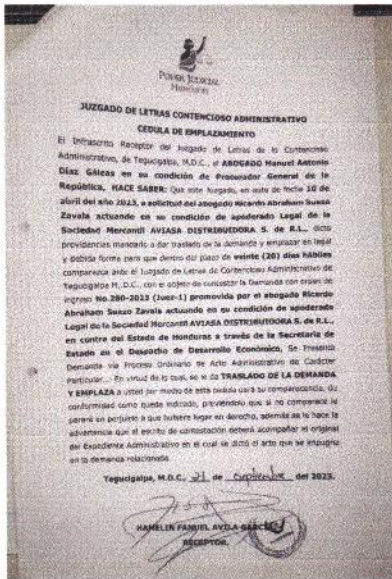 PODER JUDICIAL
HONDURAS
JUZGADO DE LETRAS CONTENCIOSO ADMINISTRATIVO
CEDULA DE EMPLAZAMIENTO
El Infrascrito Receptor del Juzgado de Letras de lo Contencioso
Administrativo, de Tegucigalpa, M.D.C., el ABOGADO Manuel Antonio
Díaz Gáleas en su condición de Procurador General de la
República, HACE SABER: Que este Juzgado, en auto de fecha 10 de
abril del año 2023, a solicitud del abogado Ricardo Abraham Suazo
Zavala actuando en su condición de apoderado Legal de la
Sociedad Mercantil AVIASA DISTRIBUIDORA S. de R.L., dictó
providencias mandando a dar traslado de la demanda y emplazar en legal
y debida forma para que dentro del plazo de veinte (20) días hábiles
comparezca ante el Juzgado de Letras de Contencioso Administrativo de
Tegucigalpa M.,D.C., con el objeto de contestar la Demanda con orden de
ingreso No.280-2023 (Juez-1) promovida por el abogado Ricardo
Abraham Suazo Zavala actuando en su condición de apoderado
Legal de la Sociedad Mercantil AVIASA DISTRIBUIDORA S. de R.L.,
en contra del Estado de Honduras a través de la Secretaria de
Estado en el Despacho de Desarrollo Económico, Se Presenta
Demanda vía Proceso Ordinario de Acto Administrativo de Carácter
Particular..- En virtud de lo cual, se le da TRASLADO DE LA DEMANDA
Y EMPLAZA a usted por medio de esta cedula para su comparecencia, de
conformidad como queda indicado, previniéndole que si no comparece le
parará en perjuicio a que hubiere lugar en derecho, además se le hace la
advertencia que el escrito de contestación deberá acompañar el original
del Expediente Administrativo en el cual se dictó el acto que se impugna
en la demanda relacionada.
Tegucigalpa, M.D.C., 21 de septiembre del 2023.
HAMELIN FANUEL AVILA GARCIA
RECEPTOR.